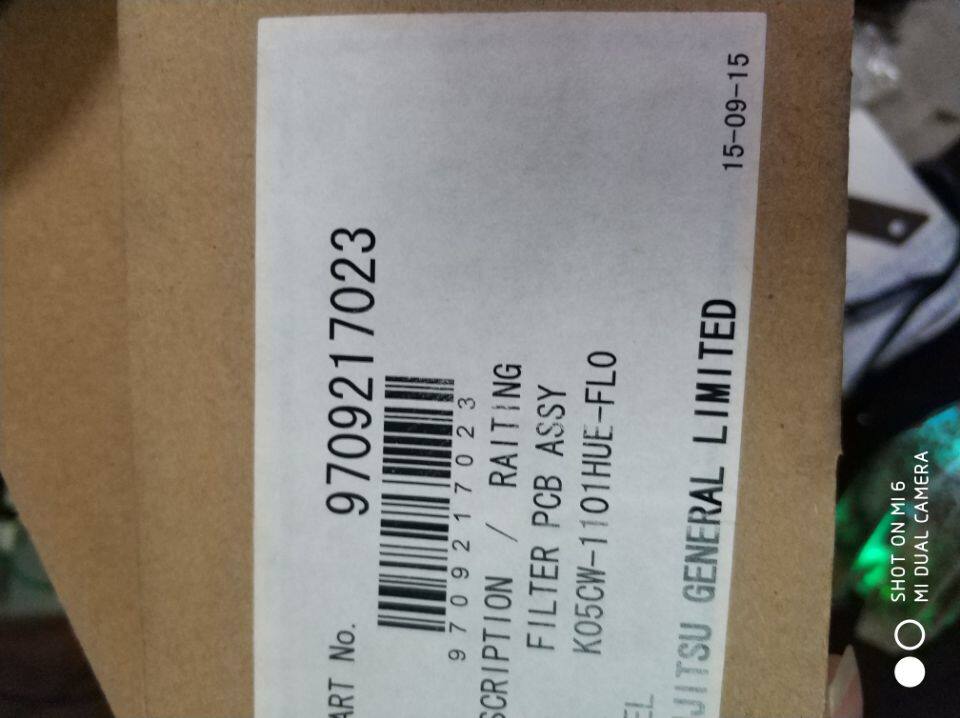 ART No. 9709217023
9709217023
SCRIPTION / RAITING
FILTER PCB ASSY
K05CW-1101HUE-FL0
EL
JITSU GENERAL LIMITED 15-09-15
SHOT ON MI 6
MI DUAL CAMERA